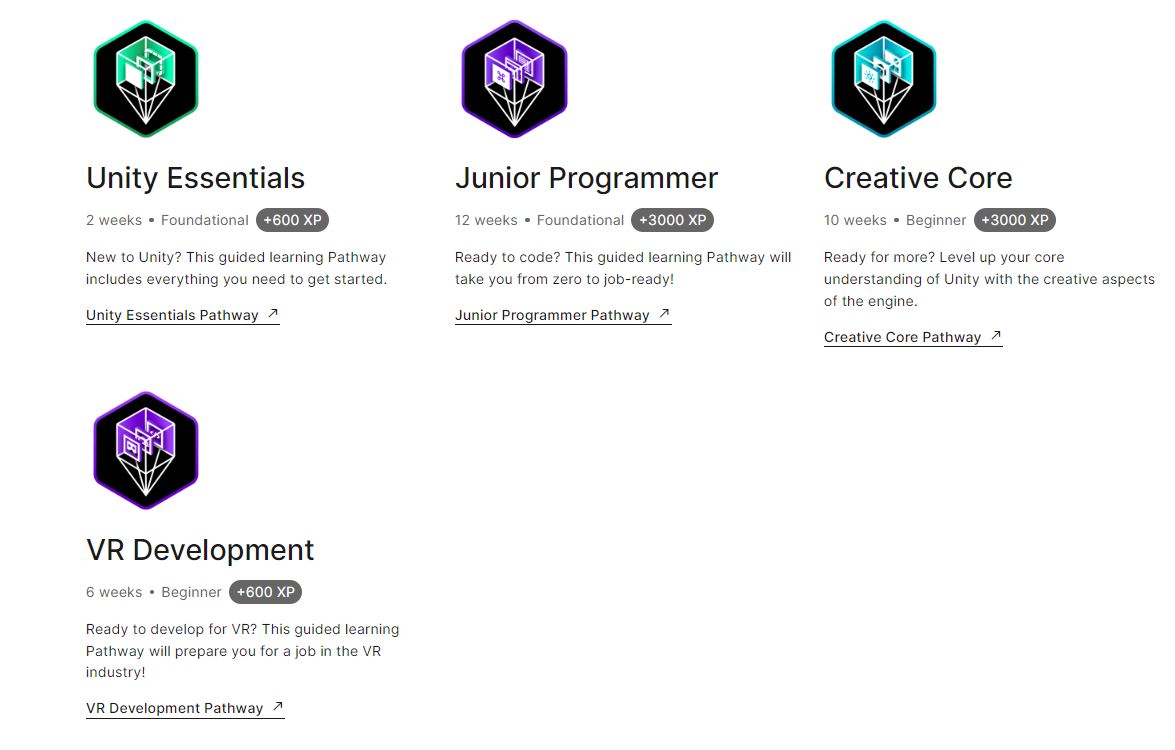 Unity Essentials
2 weeks • Foundational +600 XP
New to Unity? This guided learning Pathway
includes everything you need to get started.
Unity Essentials Pathway ↗
Junior Programmer
12 weeks • Foundational +3000 XP
Ready to code? This guided learning Pathway will
take you from zero to job-ready!
Junior Programmer Pathway ↗
Creative Core
10 weeks • Beginner +3000 XP
Ready for more? Level up your core
understanding of Unity with the creative aspects
of the engine.
Creative Core Pathway ↗
VR Development
6 weeks • Beginner +600 XP
Ready to develop for VR? This guided learning
Pathway will prepare you for a job in the VR
industry!
VR Development Pathway ↗